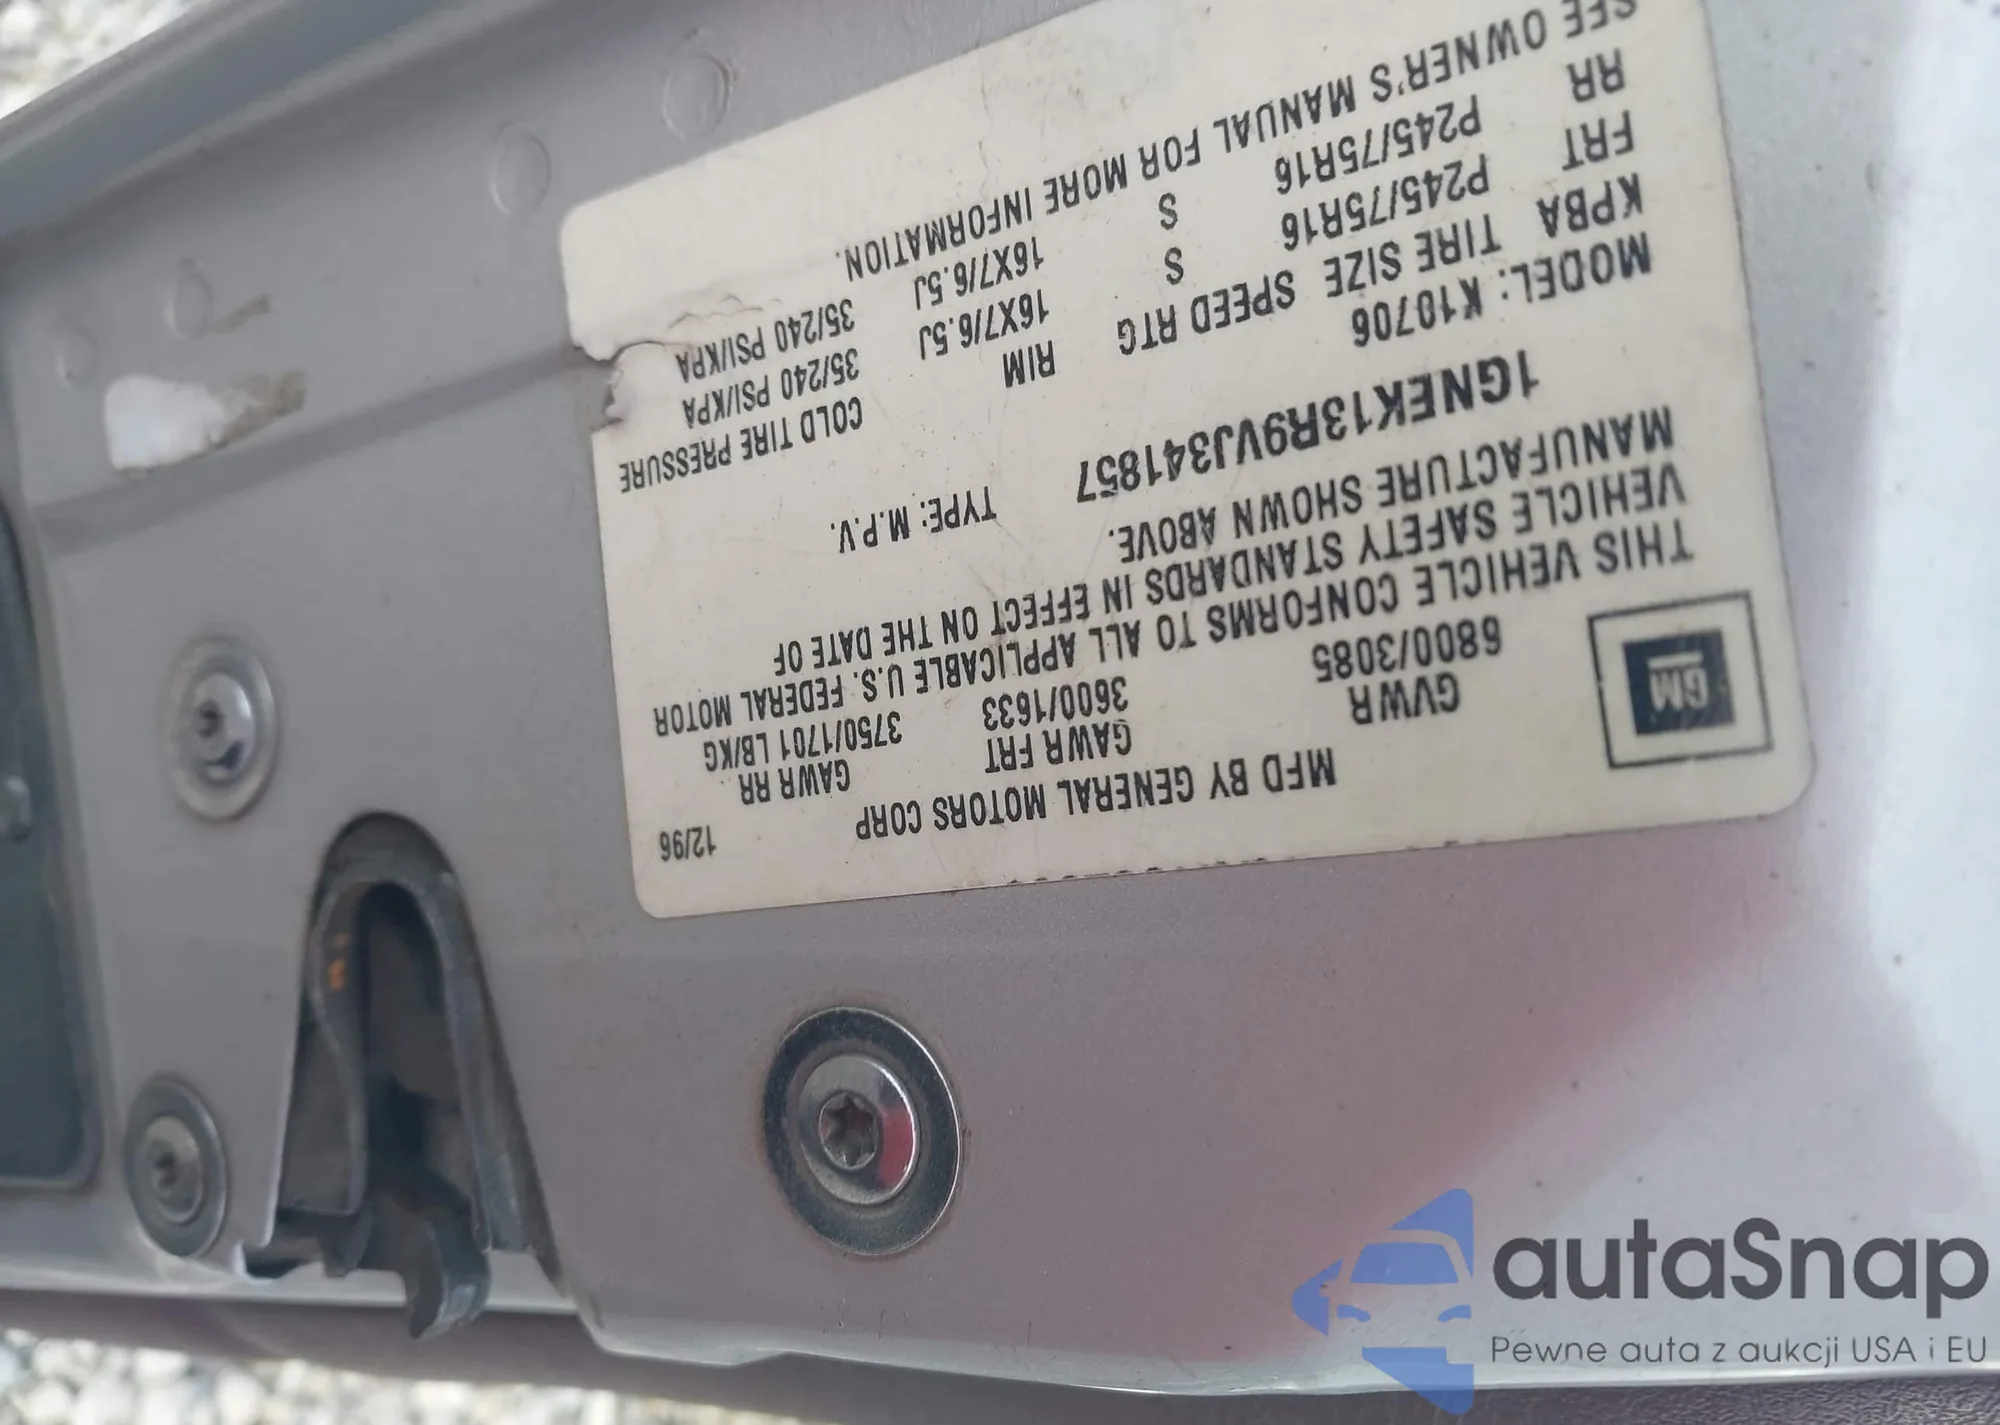 MFD BY GENERAL MOTORS CORP 12/96
GM
GVWR GAWR FRT GAWR RR
6800/3085 3600/1633 3750/1701 LB/KG
THIS VEHICLE CONFORMS TO ALL APPLICABLE U.S. FEDERAL MOTOR
VEHICLE SAFETY STANDARDS IN EFFECT ON THE DATE OF
MANUFACTURE SHOWN ABOVE.
1GNEK13R9VJ341857 TYPE: M.P.V.
MODEL: K10706
KPBA TIRE SIZE SPEED RTG RIM COLD TIRE PRESSURE
FRT P245/75R16 S 16X7/6.5J 35/240 PSI/KPA
RR P245/75R16 S 16X7/6.5J 35/240 PSI/KPA
SEE OWNER'S MANUAL FOR MORE INFORMATION.
autaSnap
Pewne auta z aukcji USA i EU